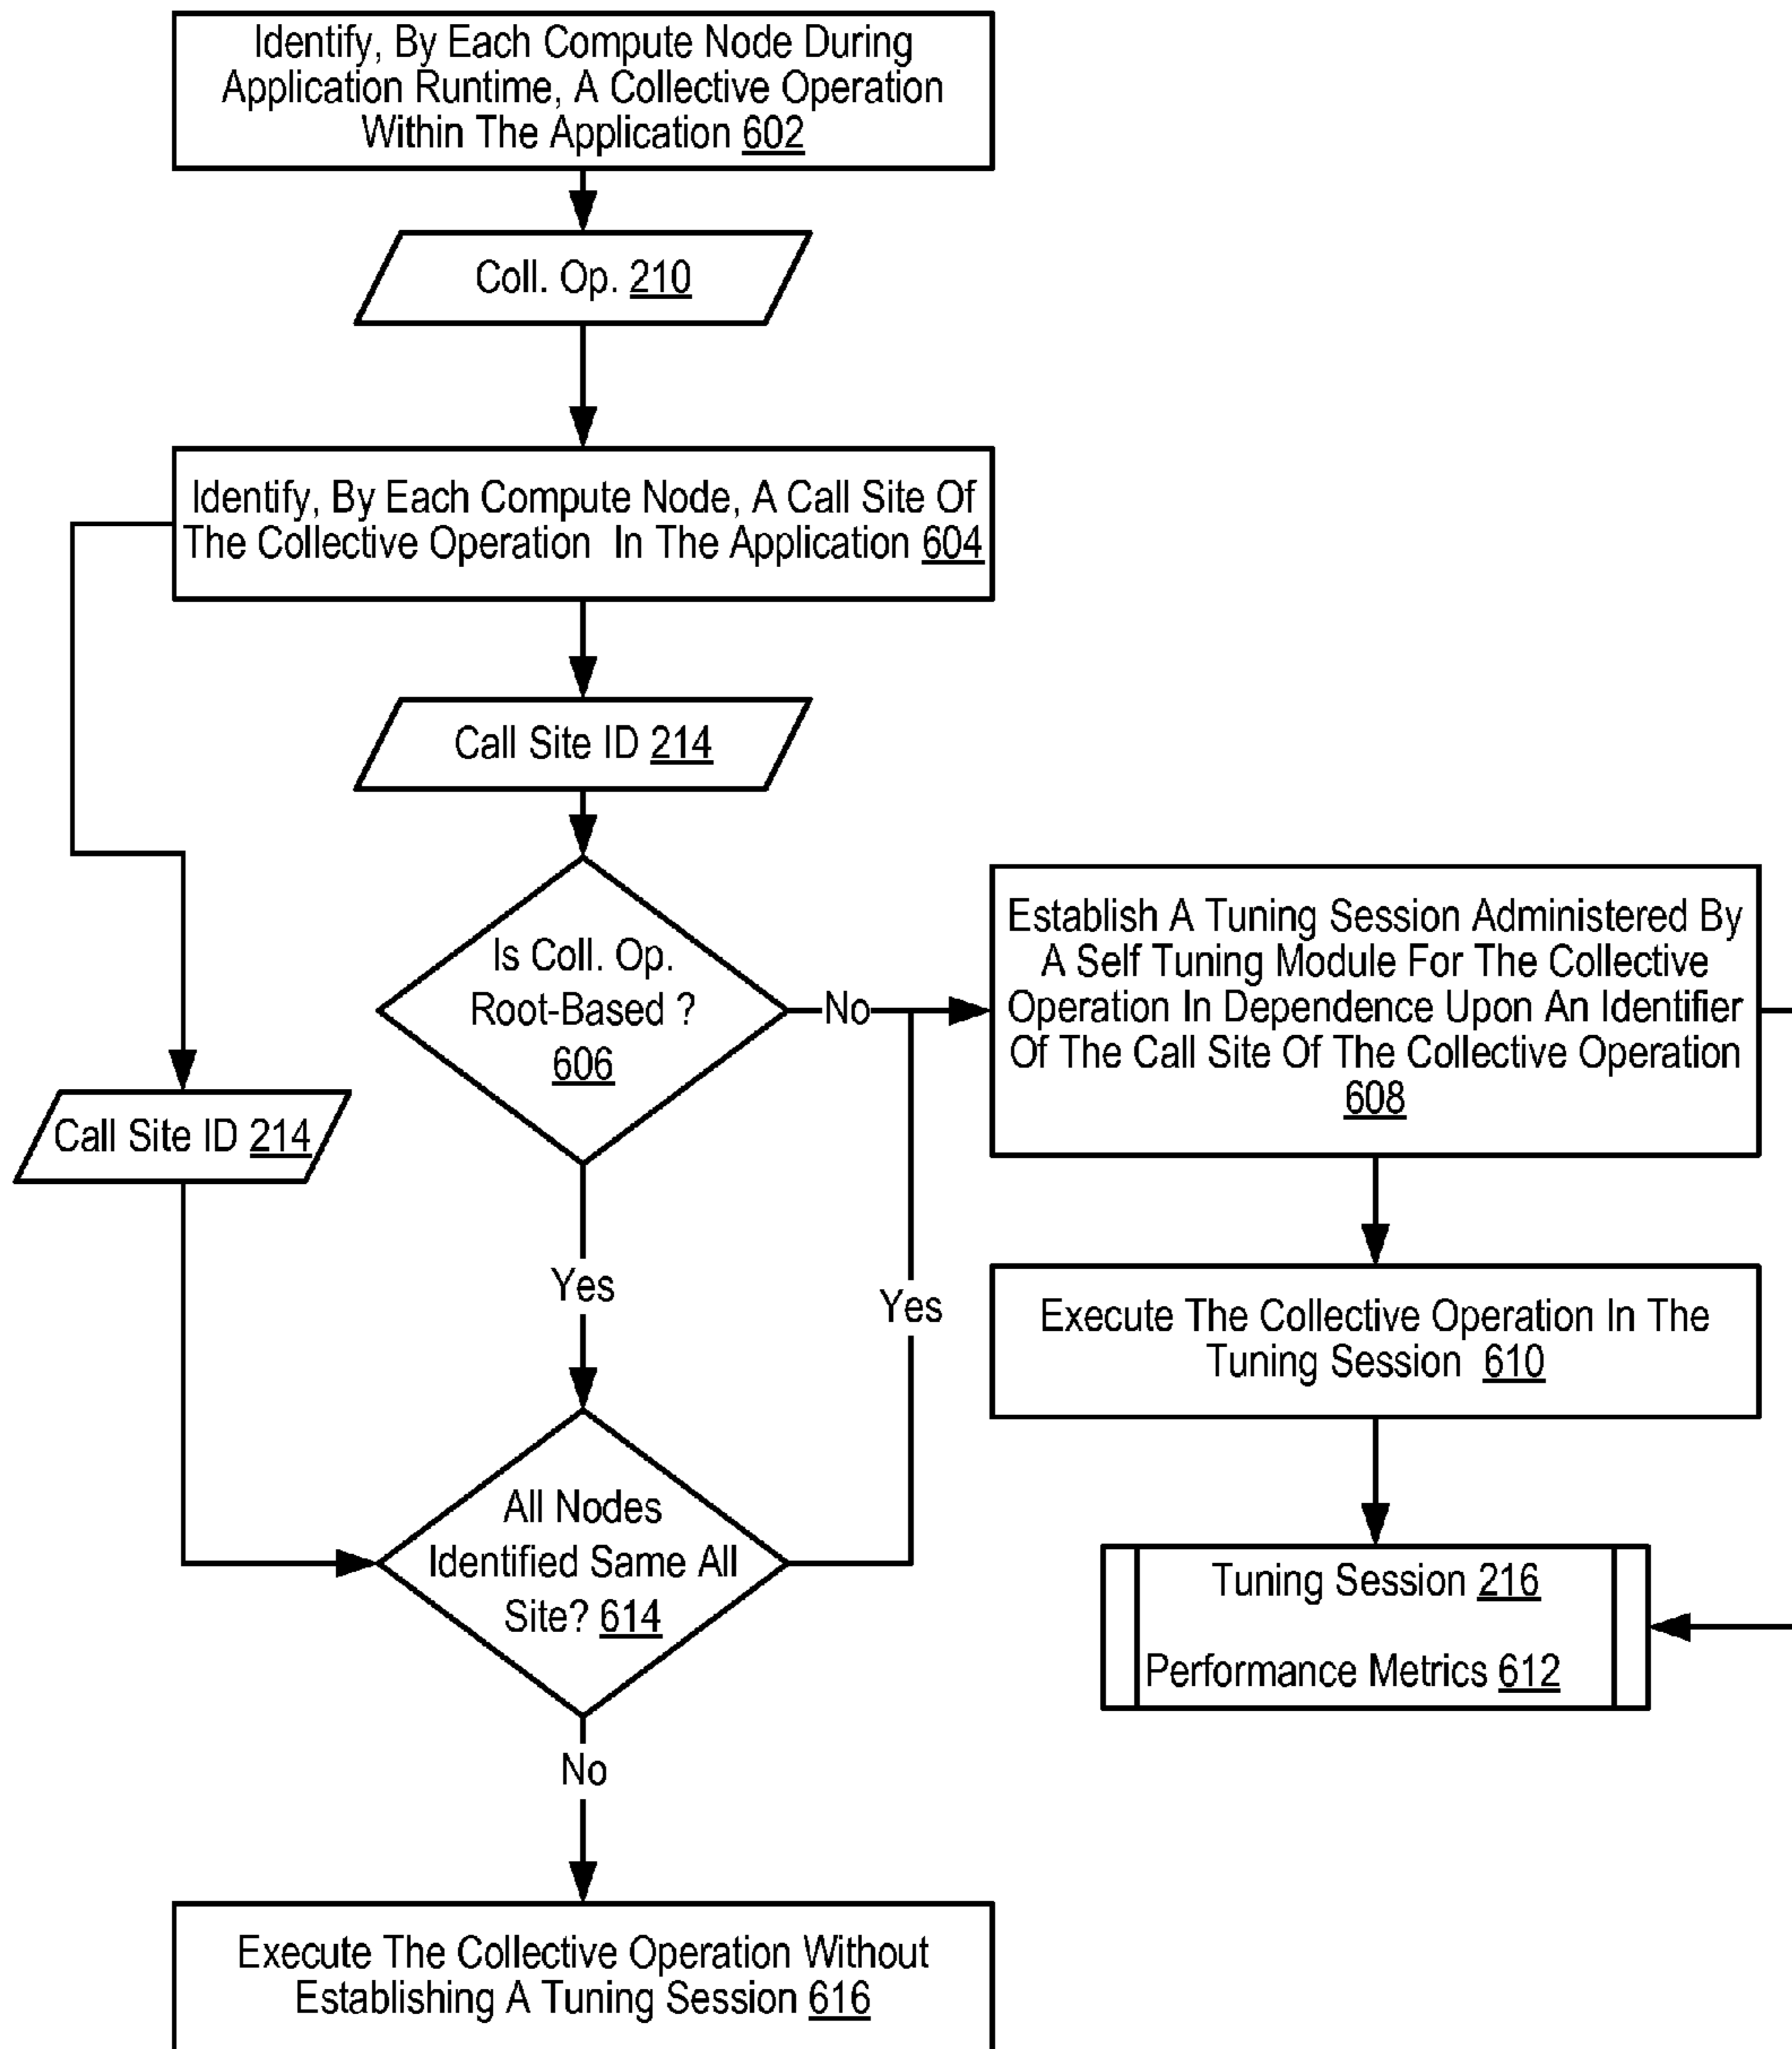 Identify, By Each Compute Node During
Application Runtime, A Collective Operation
Within The Application 602
Coll. Op. 210
Identify, By Each Compute Node, A Call Site Of
The Collective Operation In The Application 604
Call Site ID 214
Is Coll. Op.
Root-Based ?
606
No
Establish A Tuning Session Administered By
A Self Tuning Module For The Collective
Operation In Dependence Upon An Identifier
Of The Call Site Of The Collective Operation
608
Call Site ID 214
Yes
Yes
Execute The Collective Operation In The
Tuning Session 610
All Nodes
Identified Same All
Site? 614
Tuning Session 216
Performance Metrics 612
No
Execute The Collective Operation Without
Establishing A Tuning Session 616